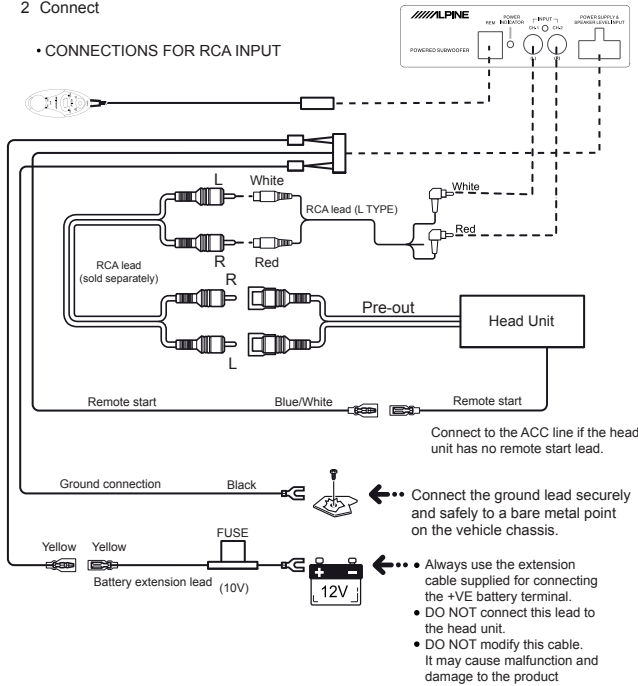 2 Connect
• CONNECTIONS FOR RCA INPUT
ALPINE
REM
POWER
INDICATOR
INPUT
CH-1 CH-2
POWER SUPPLY &
SPEAKER LEVEL INPUT
POWERED SUBWOOFER
(L) (R)
L
White
White
RCA lead (L TYPE)
Red
R
Red
RCA lead
(sold separately)
R
Pre-out
Head Unit
L
Remote start
Blue/White
Remote start
Connect to the ACC line if the head
unit has no remote start lead.
Ground connection
Black
Connect the ground lead securely
and safely to a bare metal point
on the vehicle chassis.
FUSE
Yellow
Yellow
Battery extension lead
(10V)
+ −
12V
• Always use the extension
cable supplied for connecting
the +VE battery terminal.
• DO NOT connect this lead to
the head unit.
• DO NOT modify this cable.
It may cause malfunction and
damage to the product